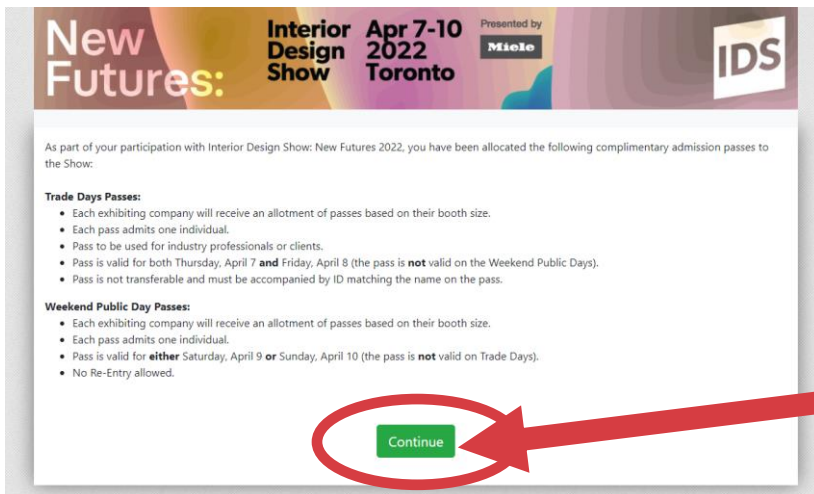 New
Futures:
Interior
Design
Show
Apr 7-10
2022
Toronto
Presented by
Miele
IDS
As part of your participation with Interior Design Show: New Futures 2022, you have been allocated the following complimentary admission passes to
the Show:
Trade Days Passes:
• Each exhibiting company will receive an allotment of passes based on their booth size.
• Each pass admits one individual.
• Pass to be used for industry professionals or clients.
• Pass is valid for both Thursday, April 7 and Friday, April 8 (the pass is not valid on the Weekend Public Days).
• Pass is not transferable and must be accompanied by ID matching the name on the pass.
Weekend Public Day Passes:
• Each exhibiting company will receive an allotment of passes based on their booth size.
• Each pass admits one individual.
• Pass is valid for either Saturday, April 9 or Sunday, April 10 (the pass is not valid on Trade Days).
• No Re-Entry allowed.
Continue